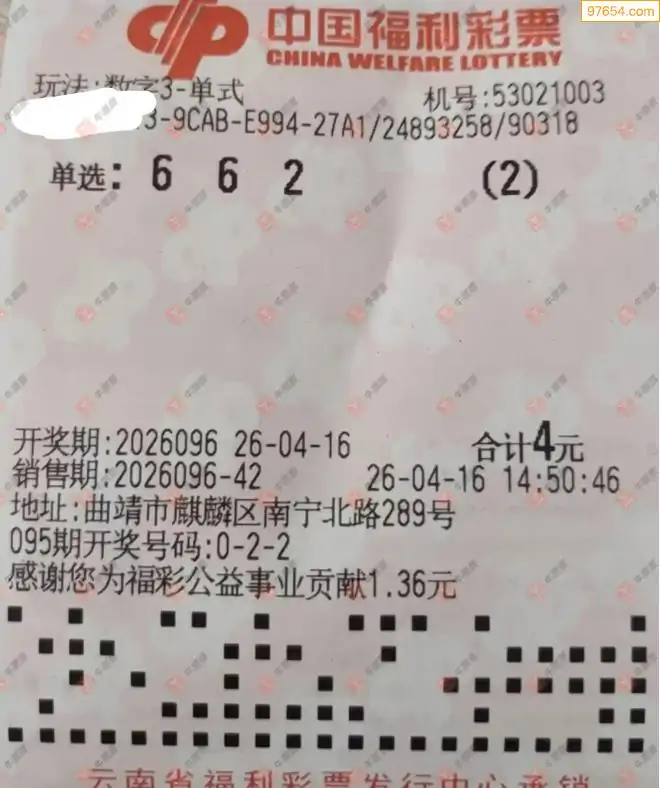 97654.com
中国福利彩票
CHINA WELFARE LOTTERY
玩法:数字3-单式
机号:53021003
3-9CAB-E994-27A1/24893258/90318
单选: 6 6 2 (2)
开奖期:2026096 26-04-16 合计4元
销售期:2026096-42 26-04-16 14:50:46
地址:曲靖市麒麟区南宁北路289号
095期开奖号码:0-2-2
感谢您为福彩公益事业贡献1.36元
云南省福利彩票发行中心承销